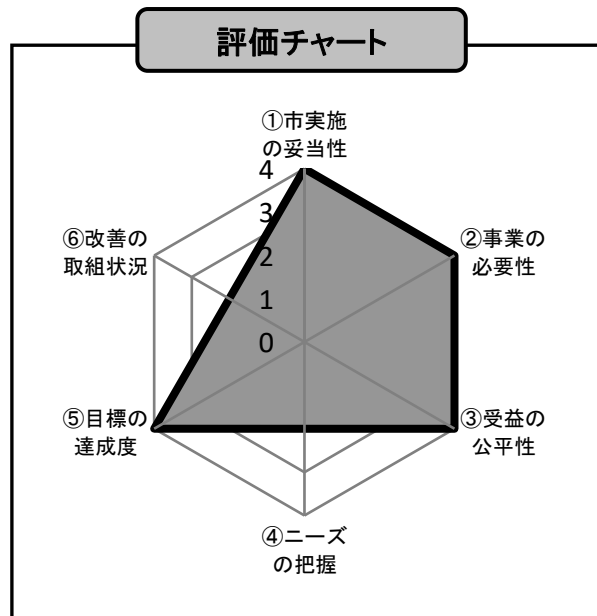 評価チャート
①市実施
の妥当性
4
3
2
1
0
②事業の
必要性
③受益の
公平性
④ニーズ
の把握
⑤目標の
達成度
⑥改善の
取組状況